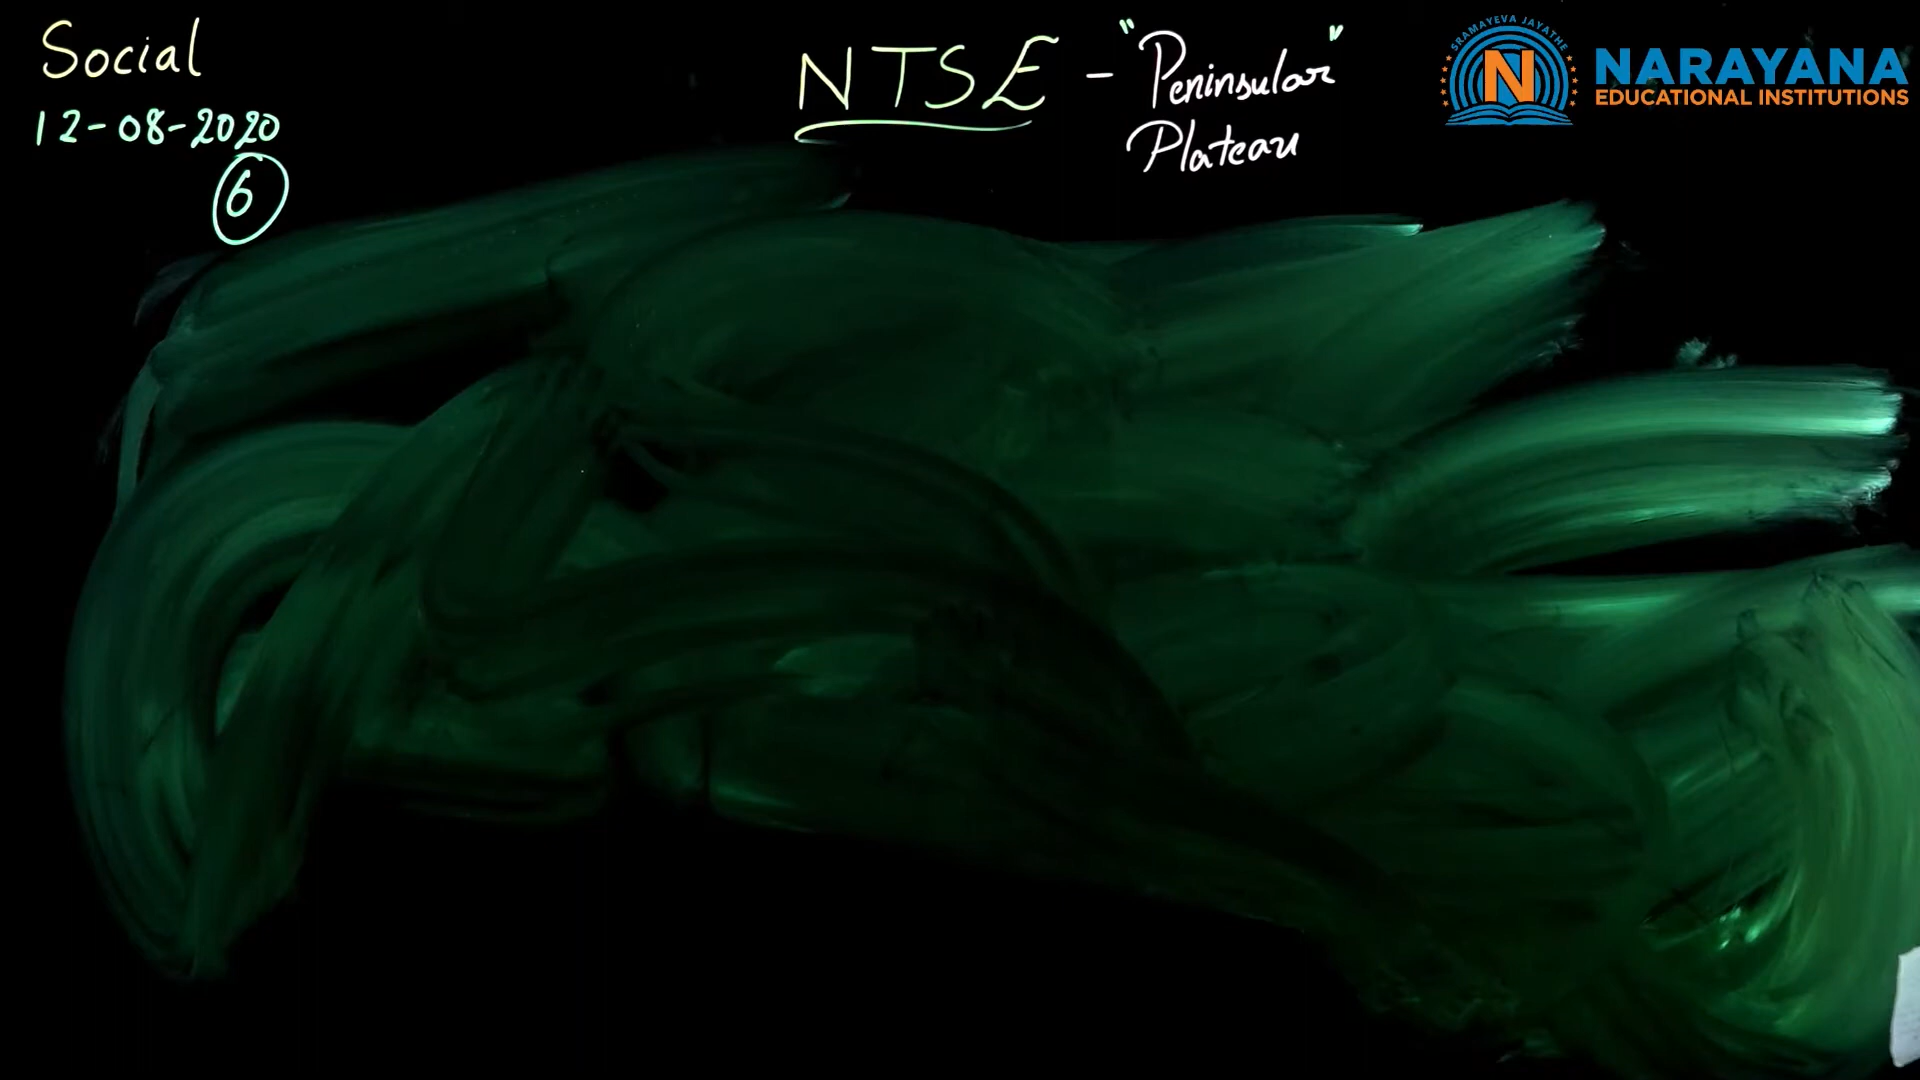 Social
12-08-2020
6
NTSE - "Peninsular"
Plateau
SRAMAYEVA JAYATHE
N
NARAYANA
EDUCATIONAL INSTITUTIONS